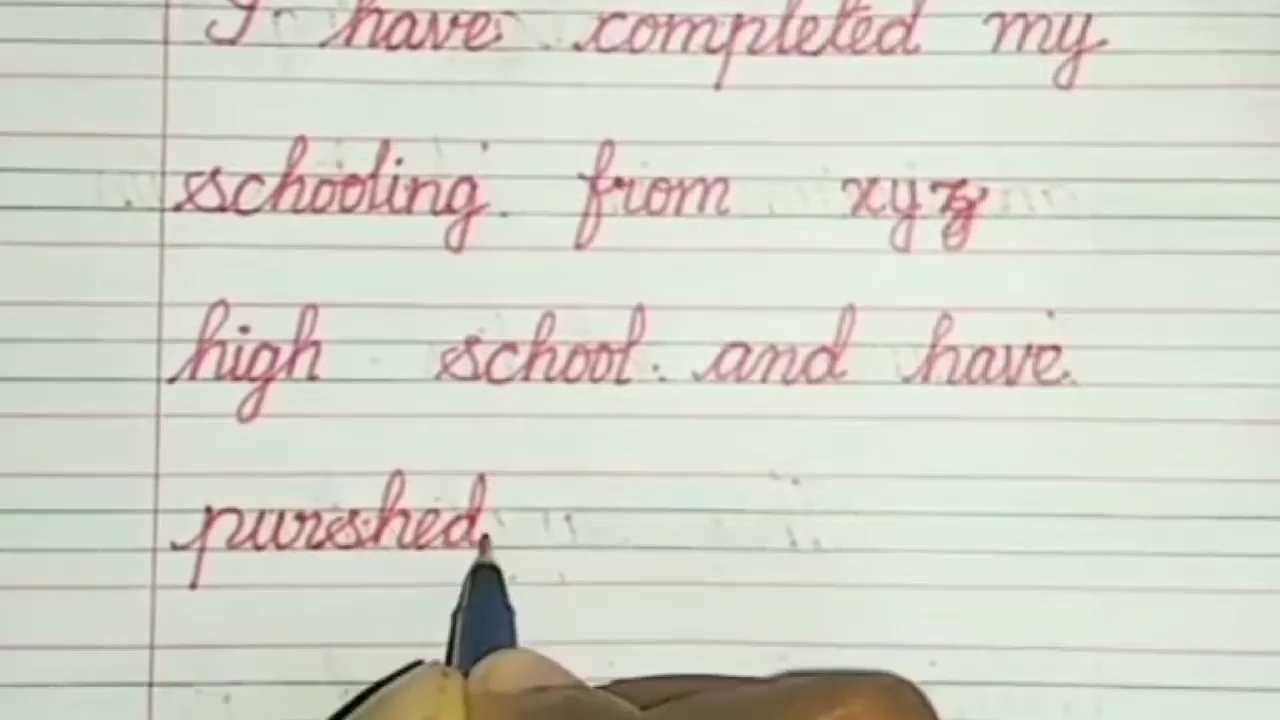 I have completed my
schooling from xyz
high school and have
purshed